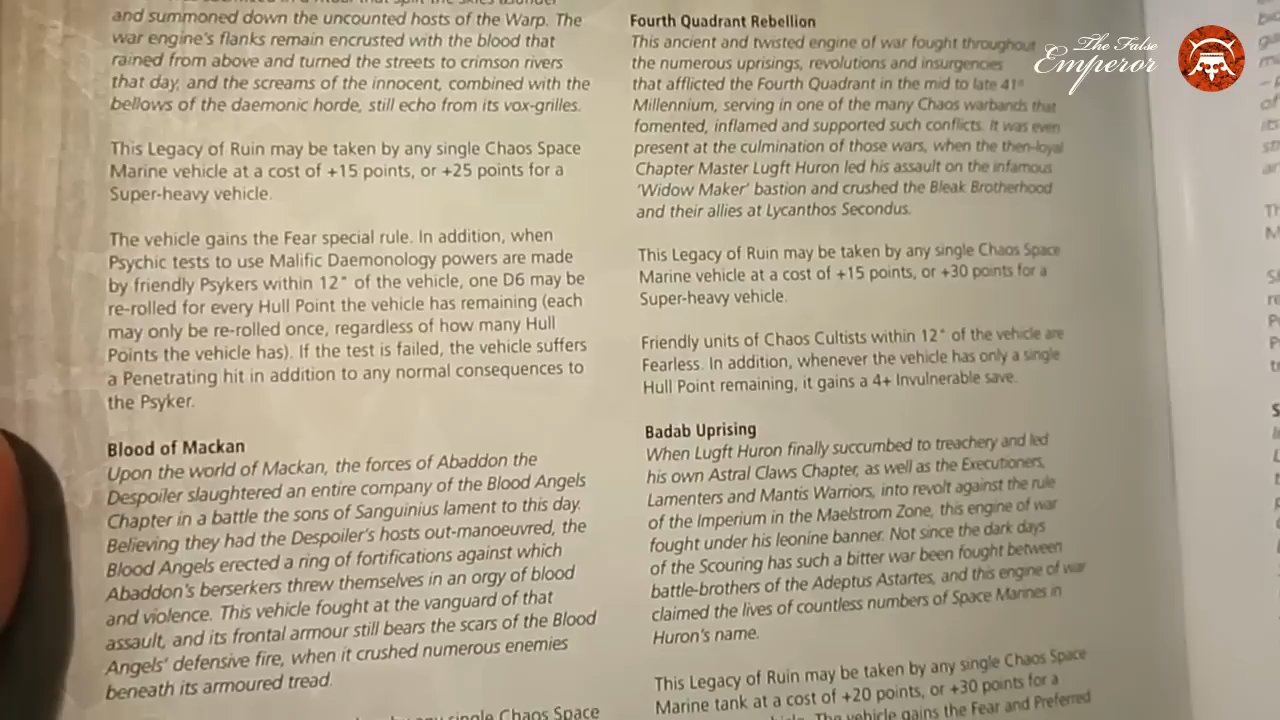 and summoned down the uncounted hosts of the Warp. The
war engine's flanks remain encrusted with the blood that
rained from above and turned the streets to crimson rivers
that day, and the screams of the innocent, combined with the
bellows of the daemonic horde, still echo from its vox-grilles.
This Legacy of Ruin may be taken by any single Chaos Space
Marine vehicle at a cost of +15 points, or +25 points for a
Super-heavy vehicle.
The vehicle gains the Fear special rule. In addition, when
Psychic tests to use Malific Daemonology powers are made
by friendly Psykers within 12" of the vehicle, one D6 may be
re-rolled for every Hull Point the vehicle has remaining (each
may only be re-rolled once, regardless of how many Hull
Points the vehicle has). If the test is failed, the vehicle suffers
a Penetrating hit in addition to any normal consequences to
the Psyker.
Blood of Mackan
Upon the world of Mackan, the forces of Abaddon the
Despoiler slaughtered an entire company of the Blood Angels
Chapter in a battle the sons of Sanguinius lament to this day.
Believing they had the Despoiler's hosts out-manoeuvred, the
Blood Angels erected a ring of fortifications against which
Abaddon's berserkers threw themselves in an orgy of blood
and violence. This vehicle fought at the vanguard of that
assault, and its frontal armour still bears the scars of the Blood
Angels' defensive fire, when it crushed numerous enemies
beneath its armoured tread.
single Chaos Space
Fourth Quadrant Rebellion
This ancient and twisted engine of war fought throughout
the numerous uprisings, revolutions and insurgencies
that afflicted the Fourth Quadrant in the mid to late 41st
Millennium, serving in one of the many Chaos warbands that
fomented, inflamed and supported such conflicts. It was even
present at the culmination of those wars, when the then-loyal
Chapter Master Lugft Huron led his assault on the infamous
'Widow Maker' bastion and crushed the Bleak Brotherhood
and their allies at Lycanthos Secundus.
This Legacy of Ruin may be taken by any single Chaos Space
Marine vehicle at a cost of +15 points, or +30 points for a
Super-heavy vehicle.
Friendly units of Chaos Cultists within 12" of the vehicle are
Fearless. In addition, whenever the vehicle has only a single
Hull Point remaining, it gains a 4+ Invulnerable save.
Badab Uprising
When Lugft Huron finally succumbed to treachery and led
his own Astral Claws Chapter, as well as the Executioners,
Lamenters and Mantis Warriors, into revolt against the rule
of the Imperium in the Maelstrom Zone, this engine of war
fought under his leonine banner. Not since the dark days
of the Scouring has such a bitter war been fought between
battle-brothers of the Adeptus Astartes, and this engine of war
claimed the lives of countless numbers of Space Marines in
Huron's name.
This Legacy of Ruin may be taken by any single Chaos Space
Marine tank at a cost of +20 points, or +30 points for a
The vehicle gains the Fear and Preferred
The False
Emperor